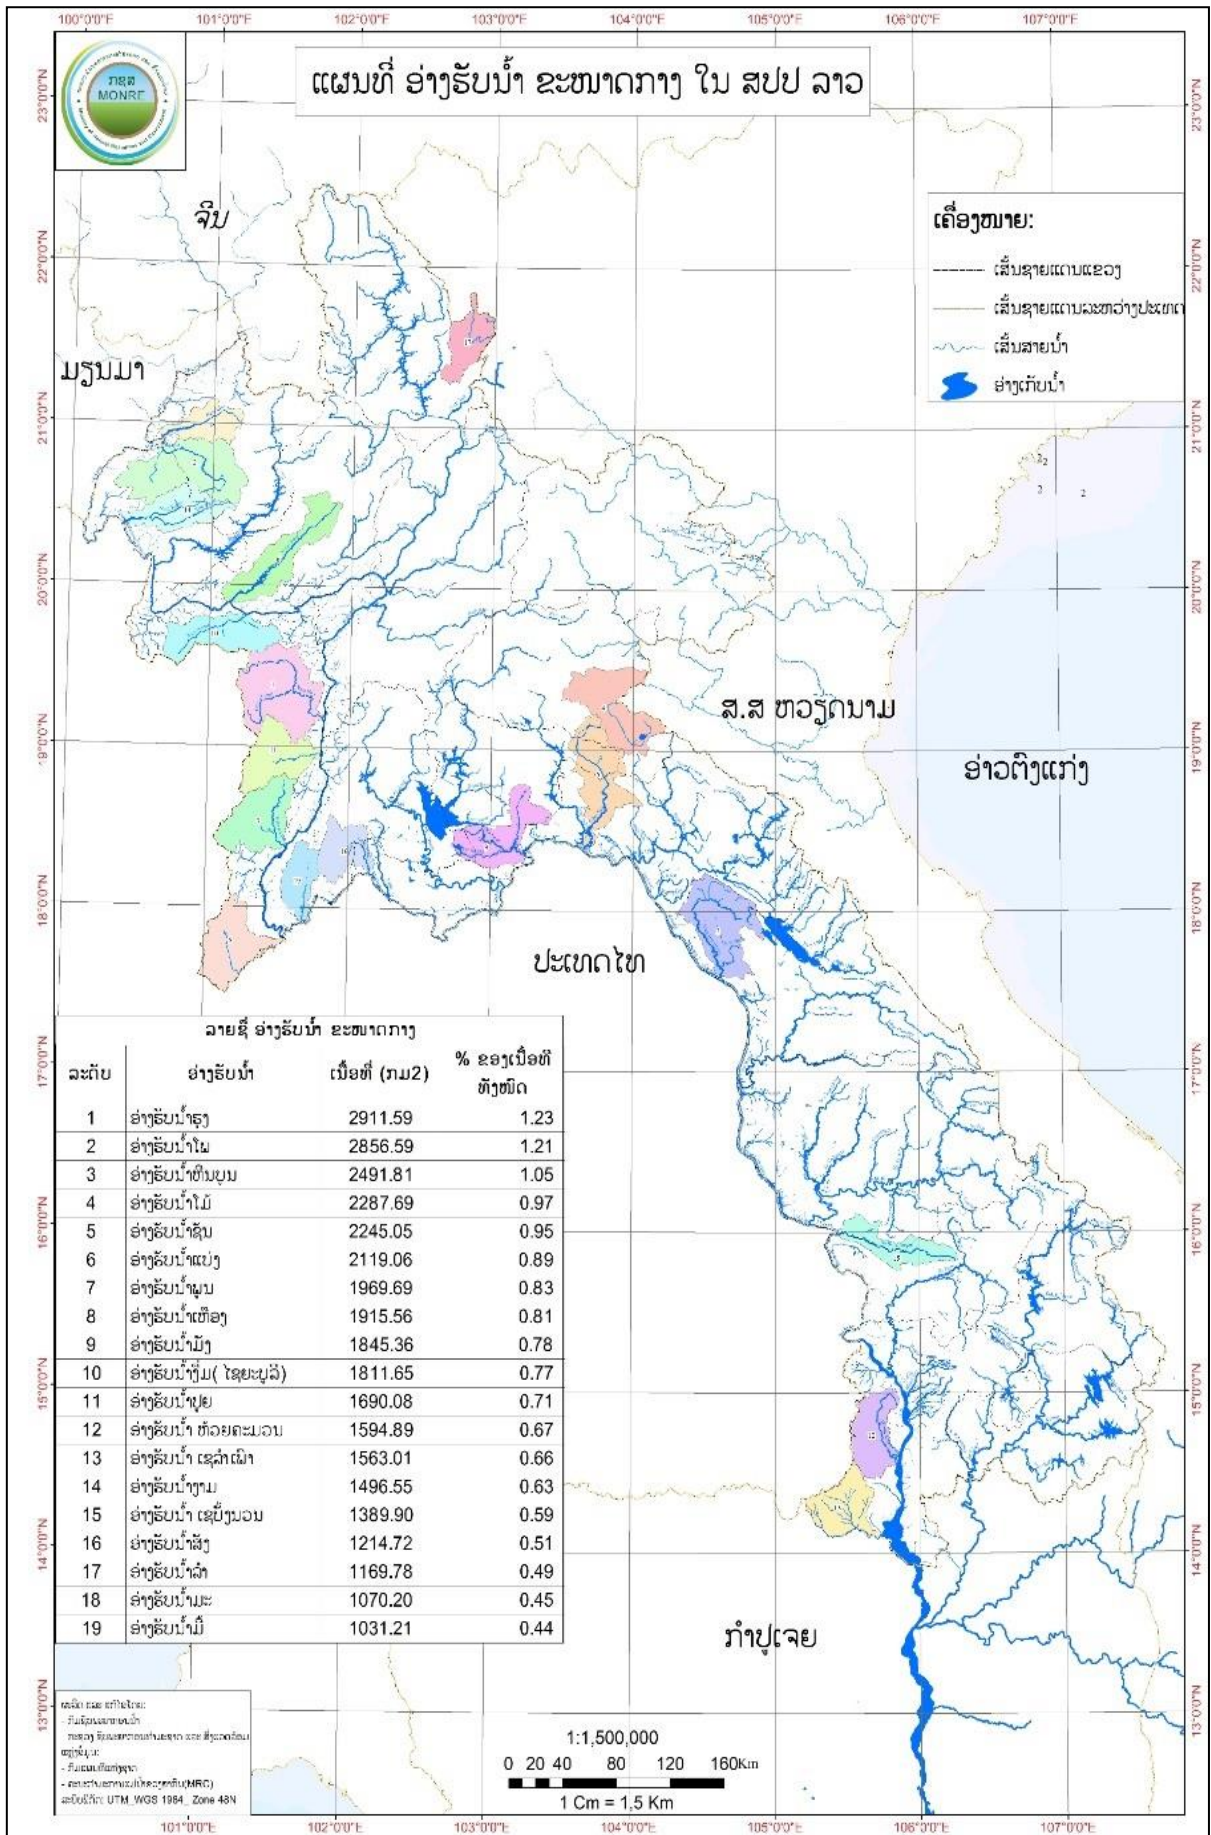 100°0'0"E 101°0'0"E 102°0'0"E 103°0'0"E 104°0'0"E 105°0'0"E 106°0'0"E 107°0'0"E
ກຊສ
MONRE
ແຜນທີ່ ອ່າງຮັບນ້ຳ ຂະໜາດກາງ ໃນ ສປປ ລາວ
ຈີນ
ມຽນມາ
ເຄື່ອງໝາຍ:
ເສັ້ນຊາຍແດນແຂວງ
ເສັ້ນຊາຍແດນລະຫວ່າງປະເທດ
ເສັ້ນສາຍນ້ຳ
ອ່າງເກັບນ້ຳ
ສ.ສ ຫວຽດນາມ
ອ່າວຕົງແກ່ງ
ປະເທດໄທ
ກຳປູເຈຍ
23°0'0"N
22°0'0"N
21°0'0"N
20°0'0"N
19°0'0"N
18°0'0"N
17°0'0"N
16°0'0"N
15°0'0"N
14°0'0"N
13°0'0"N
ລາຍຊື່ ອ່າງຮັບນ້ຳ ຂະໜາດກາງ
ລະດັບ ອ່າງຮັບນ້ຳ ເນື້ອທີ່ (ກມ2) % ຂອງເນື້ອທີ່ ທັງໝົດ
1 ອ່າງຮັບນ້ຳຮຸງ 2911.59 1.23
2 ອ່າງຮັບນ້ຳໂຜ 2856.59 1.21
3 ອ່າງຮັບນ້ຳຫີນບູນ 2491.81 1.05
4 ອ່າງຮັບນ້ຳໂມ້ 2287.69 0.97
5 ອ່າງຮັບນ້ຳຊັນ 2245.05 0.95
6 ອ່າງຮັບນ້ຳແບ່ງ 2119.06 0.89
7 ອ່າງຮັບນ້ຳພູນ 1969.69 0.83
8 ອ່າງຮັບນ້ຳເຫືອງ 1915.56 0.81
9 ອ່າງຮັບນ້ຳມັງ 1845.36 0.78
10 ອ່າງຮັບນ້ຳງື່ມ( ໄຊຍະບູລີ) 1811.65 0.77
11 ອ່າງຮັບນ້ຳປຸຍ 1690.08 0.71
12 ອ່າງຮັບນ້ຳ ຫ້ວຍຄະມວນ 1594.89 0.67
13 ອ່າງຮັບນ້ຳ ເຊລຳເພົາ 1563.01 0.66
14 ອ່າງຮັບນ້ຳງາມ 1496.55 0.63
15 ອ່າງຮັບນ້ຳ ເຊບັ້ງນວນ 1389.90 0.59
16 ອ່າງຮັບນ້ຳສັງ 1214.72 0.51
17 ອ່າງຮັບນ້ຳລຳ 1169.78 0.49
18 ອ່າງຮັບນ້ຳມະ 1070.20 0.45
19 ອ່າງຮັບນ້ຳມີ້ 1031.21 0.44
UTM_WGS 1984_ Zone 48N
1:1,500,000
0 20 40 80 120 160Km
1 Cm = 1,5 Km
101°0'0"E 102°0'0"E 103°0'0"E 104°0'0"E 105°0'0"E 106°0'0"E 107°0'0"E